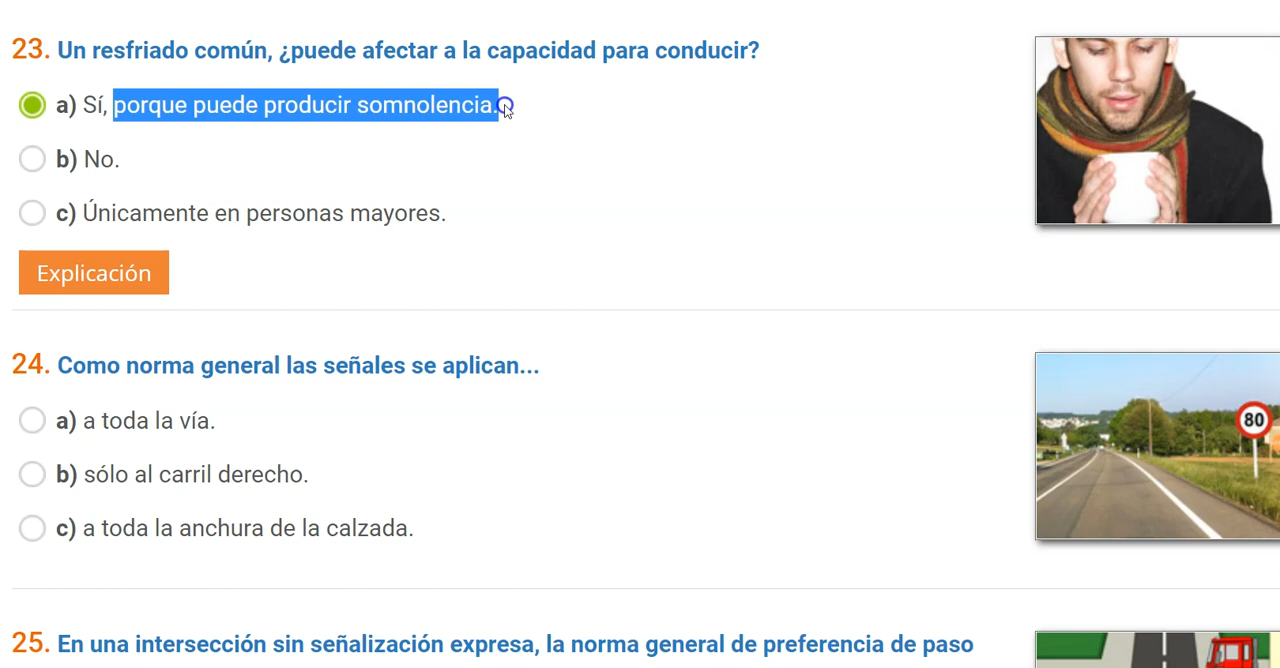 23. Un resfriado común, ¿puede afectar a la capacidad para conducir?
a) Sí, porque puede producir somnolencia.
b) No.
c) Únicamente en personas mayores.
Explicación
24. Como norma general las señales se aplican...
a) a toda la vía.
80
b) sólo al carril derecho.
c) a toda la anchura de la calzada.
25. En una intersección sin señalización expresa, la norma general de preferencia de paso